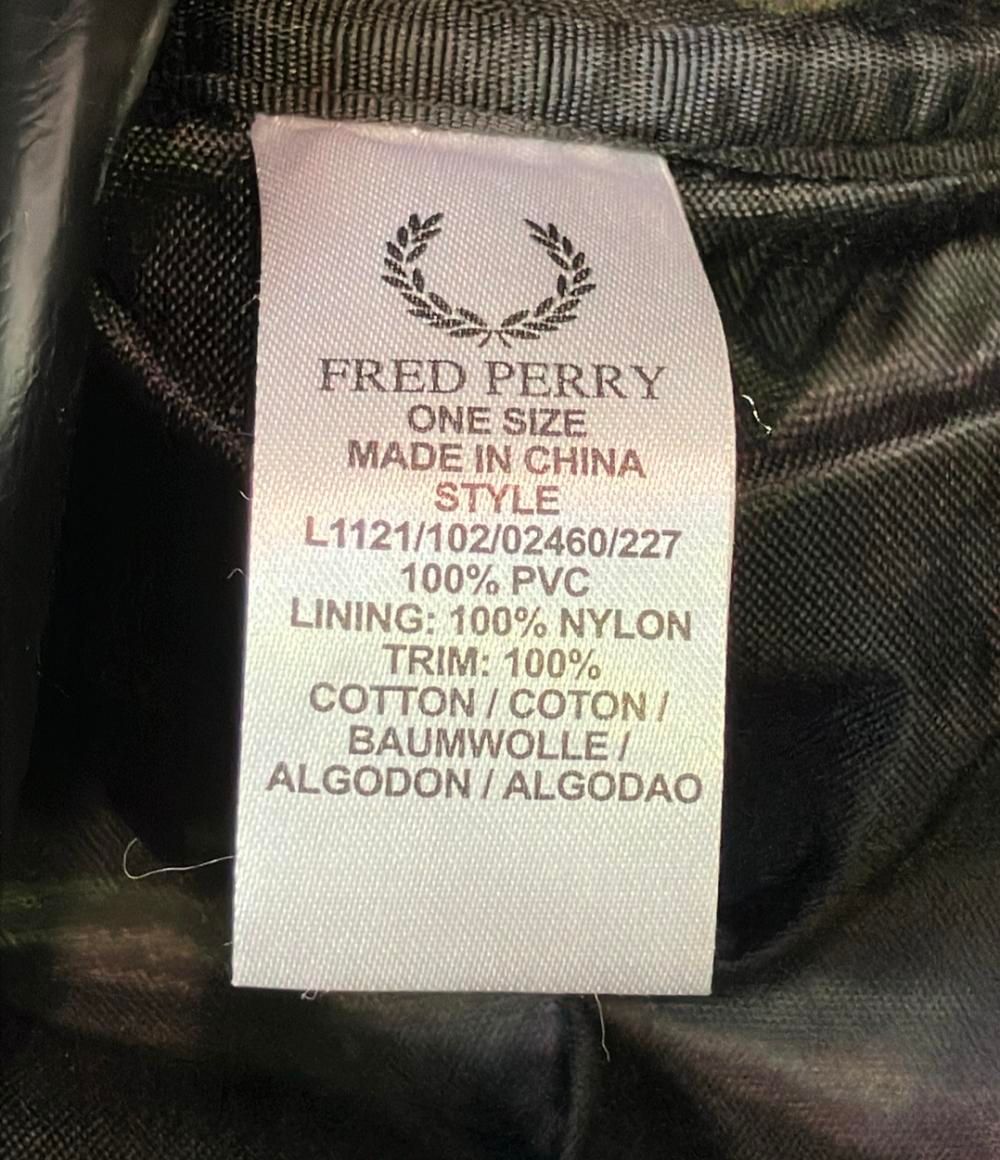 FRED PERRY
ONE SIZE
MADE IN CHINA
STYLE
L1121/102/02460/227
100% PVC
LINING: 100% NYLON
TRIM: 100%
COTTON / COTON /
BAUMWOLLE /
ALGODON / ALGODAO